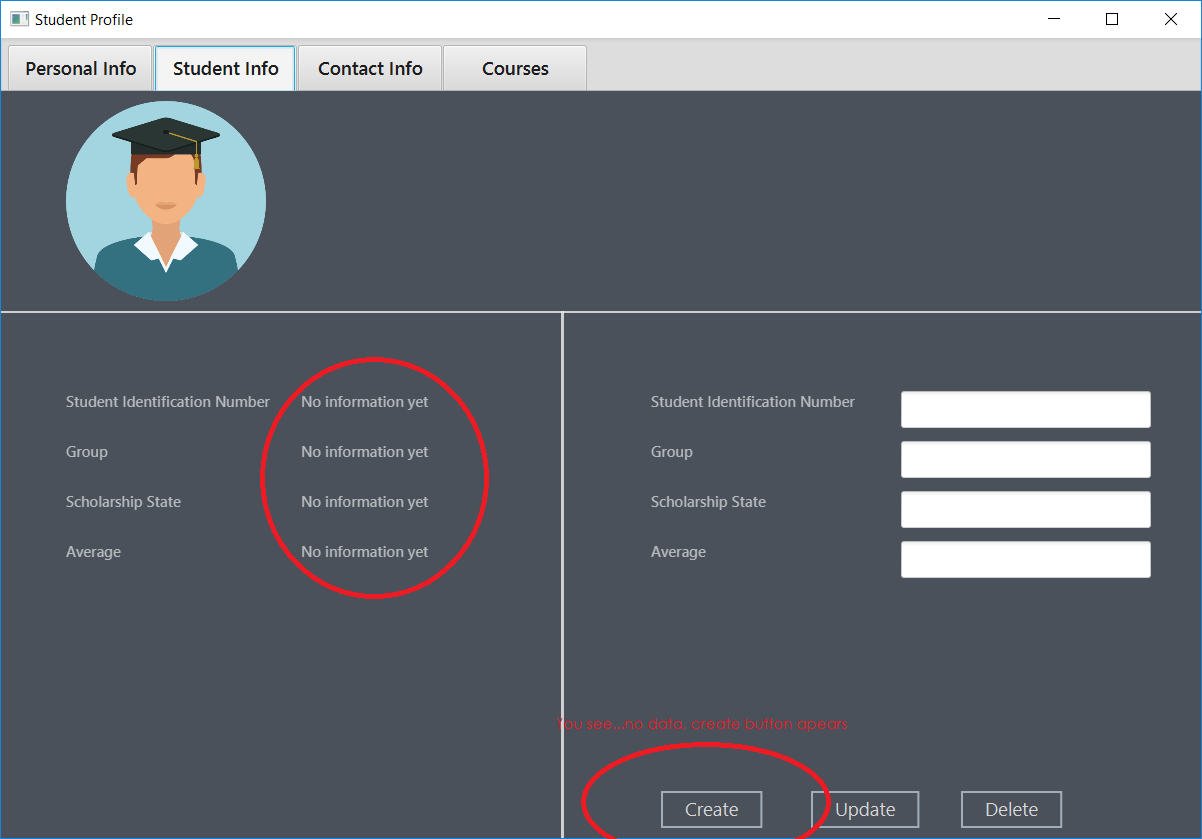 Student Profile
Personal Info Student Info Contact Info Courses
Student Identification Number No information yet
Group No information yet
Scholarship State No information yet
Average No information yet
Student Identification Number
Group
Scholarship State
Average
You see...no data, create button apears
Create Update Delete